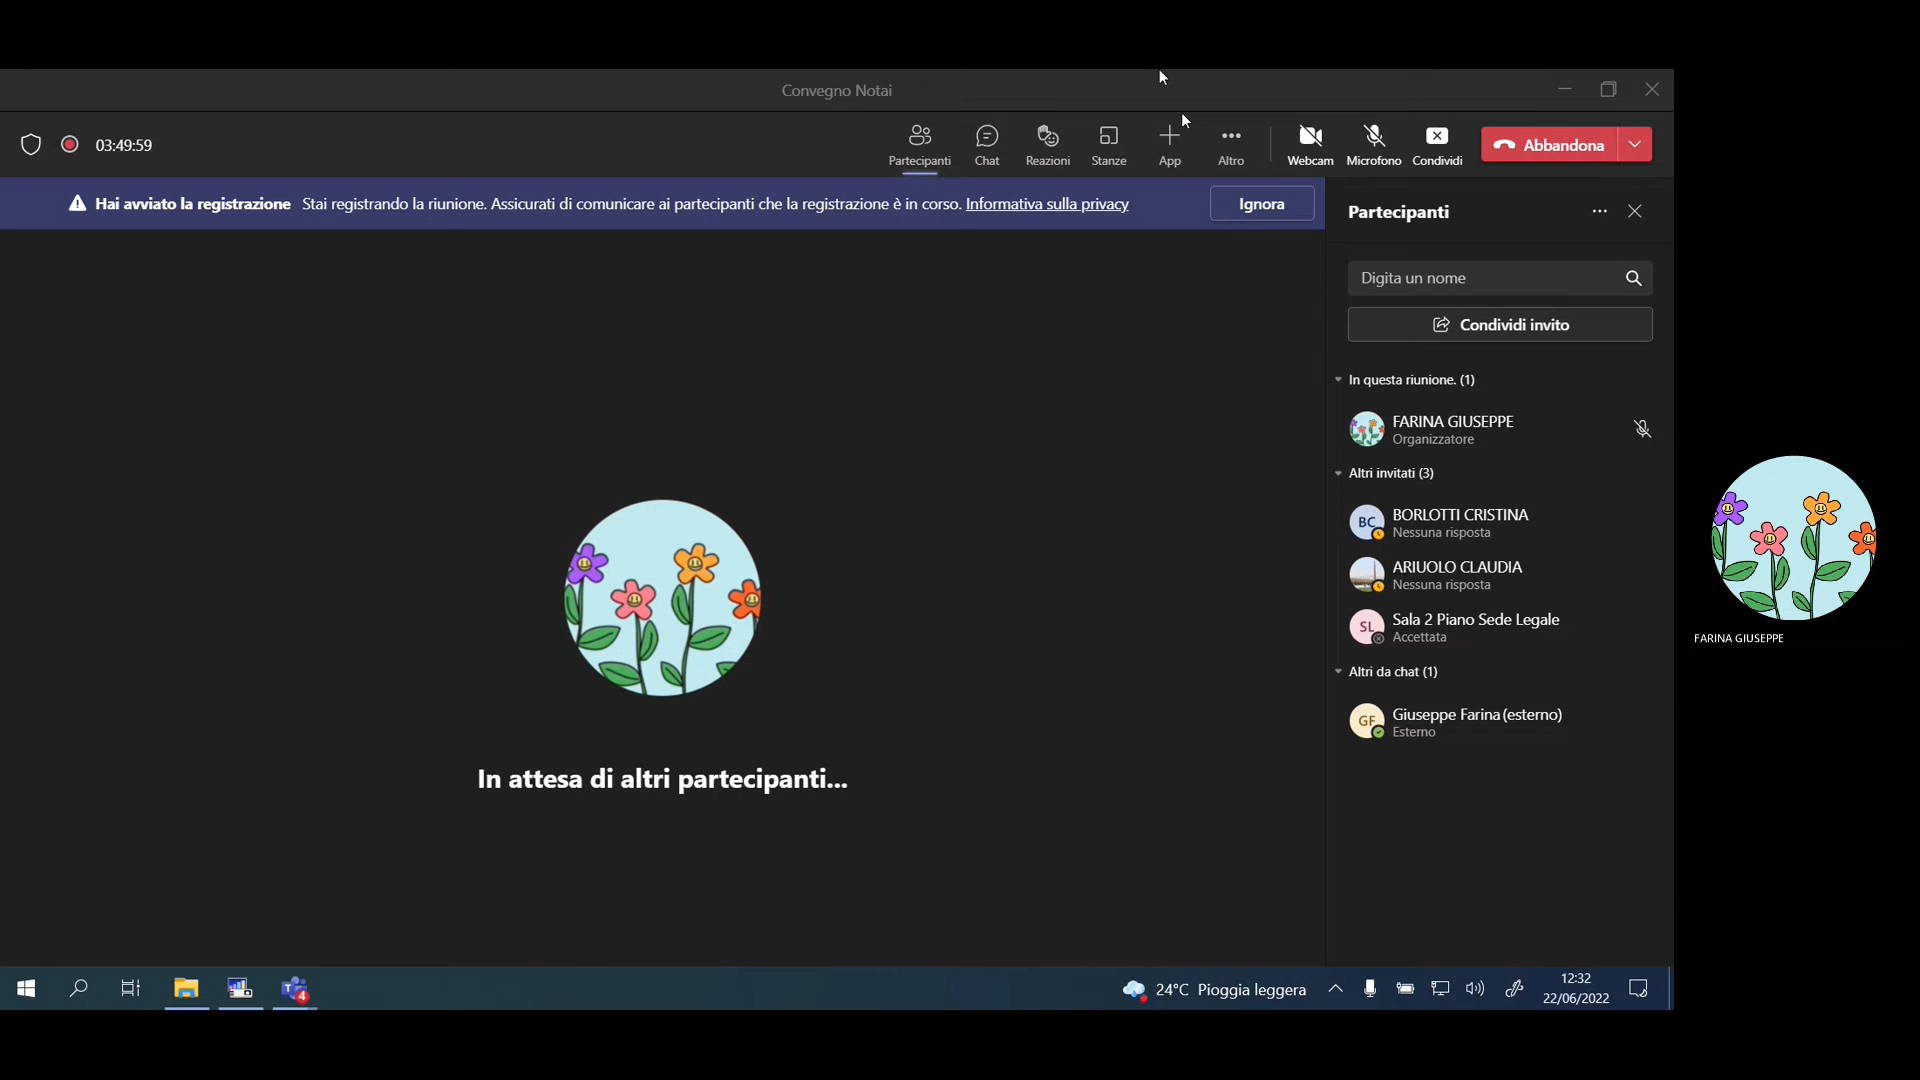 Convegno Notai
03:49:59
Partecipanti
Chat
Reazioni
Stanze
App
Altro
Webcam
Microfono
Condividi
Abbandona
Hai avviato la registrazione Stai registrando la riunione. Assicurati di comunicare ai partecipanti che la registrazione è in corso. Informativa sulla privacy
Ignora
Partecipanti
Digita un nome
Condividi invito
In questa riunione. (1)
FARINA GIUSEPPE
Organizzatore
Altri invitati (3)
BC
BORLOTTI CRISTINA
Nessuna risposta
ARIUOLO CLAUDIA
Nessuna risposta
SL
Sala 2 Piano Sede Legale
Accettata
Altri da chat (1)
GF
Giuseppe Farina (esterno)
Esterno
In attesa di altri partecipanti...
FARINA GIUSEPPE
T
4
24°C Pioggia leggera
12:32
22/06/2022